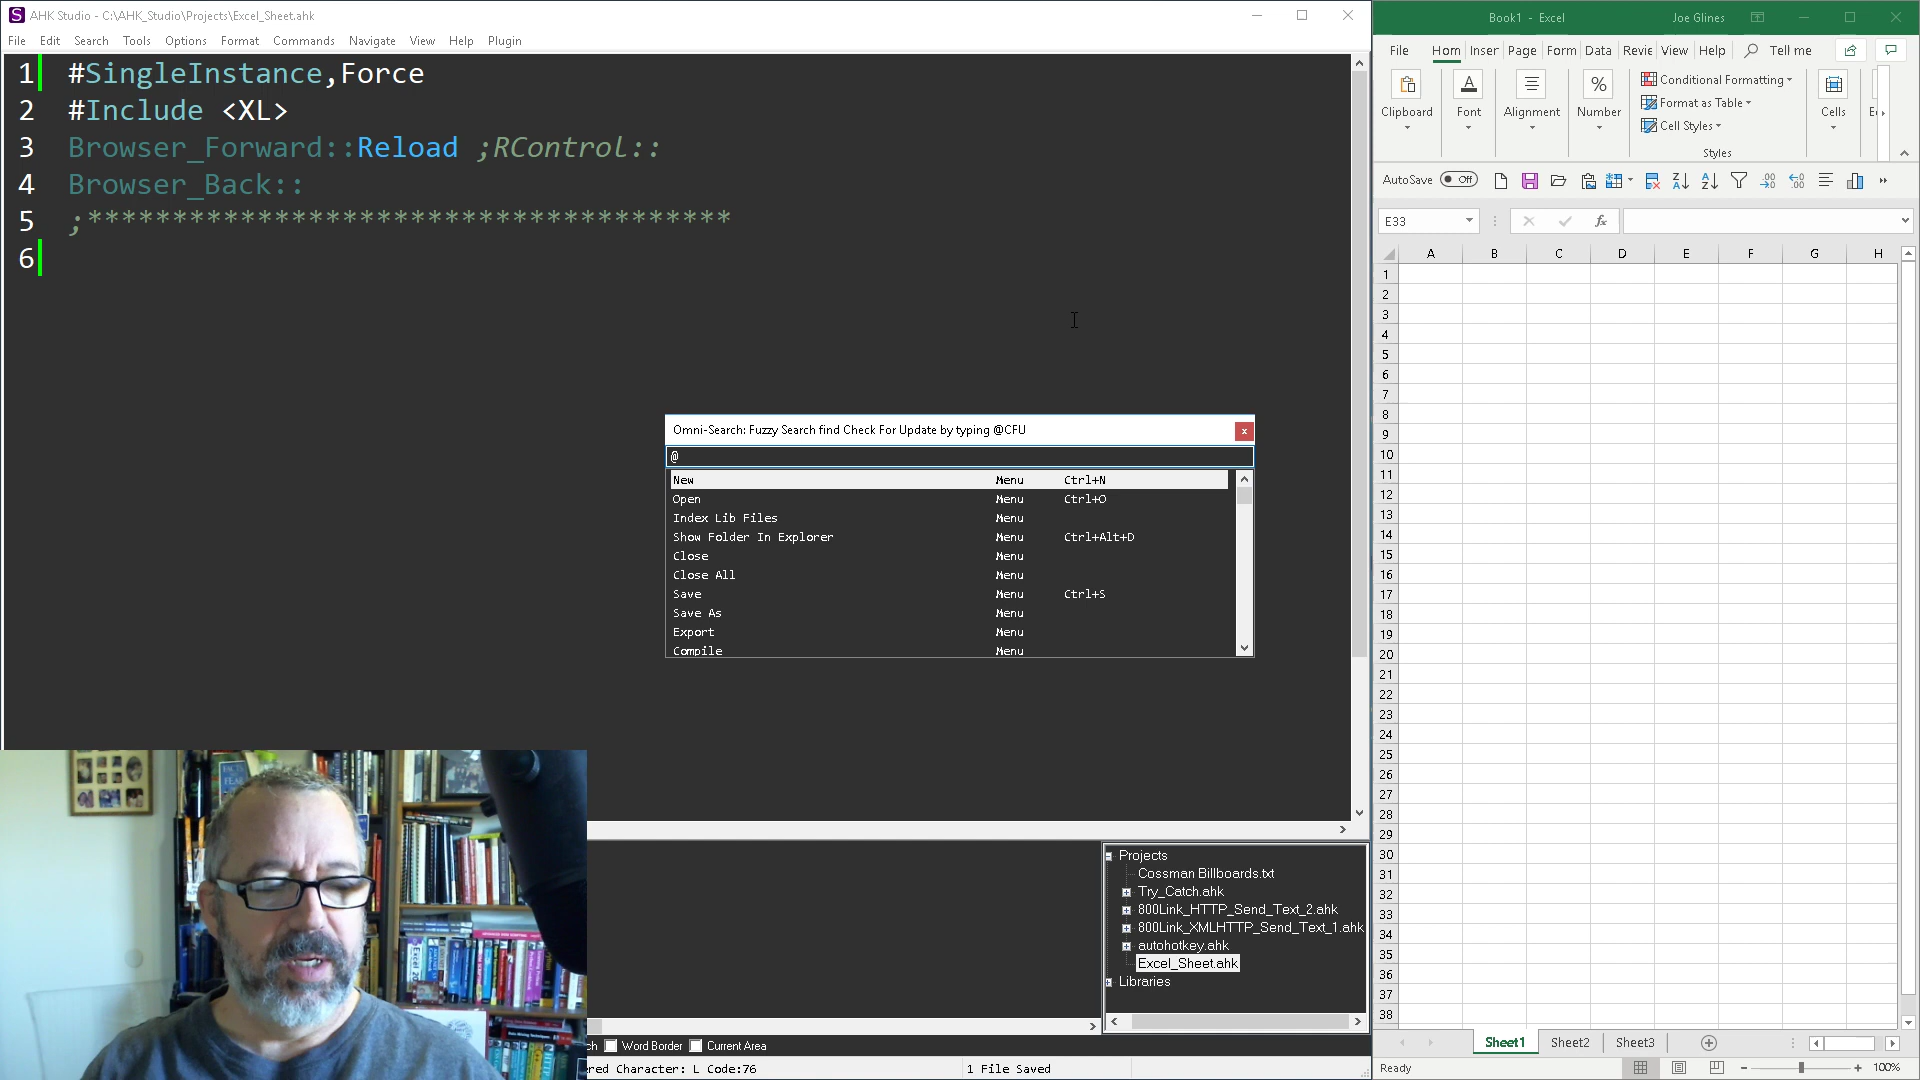 AHK Studio - C:\AHK_Studio\Projects\Excel_Sheet.ahk
File Edit Search Tools Options Format Commands Navigate View Help Plugin
1 #SingleInstance,Force
2 #Include <XL>
3 Browser_Forward::Reload ;RControl::
4 Browser_Back::
5 ;**************************************
6
Omni-Search: Fuzzy Search find Check For Update by typing @CFU
@
New Menu Ctrl+N
Open Menu Ctrl+O
Index Lib Files Menu
Show Folder In Explorer Menu Ctrl+Alt+D
Close Menu
Close All Menu
Save Menu Ctrl+S
Save As Menu
Export Menu
Compile Menu
Projects
Cossman Billboards.txt
Try_Catch.ahk
800Link_HTTP_Send_Text_2.ahk
800Link_XMLHTTP_Send_Text_1.ahk
autohotkey.ahk
Excel_Sheet.ahk
Libraries
ch Word Border Current Area
red Character: L Code:76 1 File Saved
Book1 - Excel Joe Glines
File Hom Inser Page Form Data Revie View Help Tell me
Clipboard Font Alignment Number
Conditional Formatting
Format as Table
Cell Styles
Styles
Cells
AutoSave Off
E33 fx
A B C D E F G H
1
2
3
4
5
6
7
8
9
10
11
12
13
14
15
16
17
18
19
20
21
22
23
24
25
26
27
28
29
30
31
32
33
34
35
36
37
38
Sheet1 Sheet2 Sheet3
Ready 100%